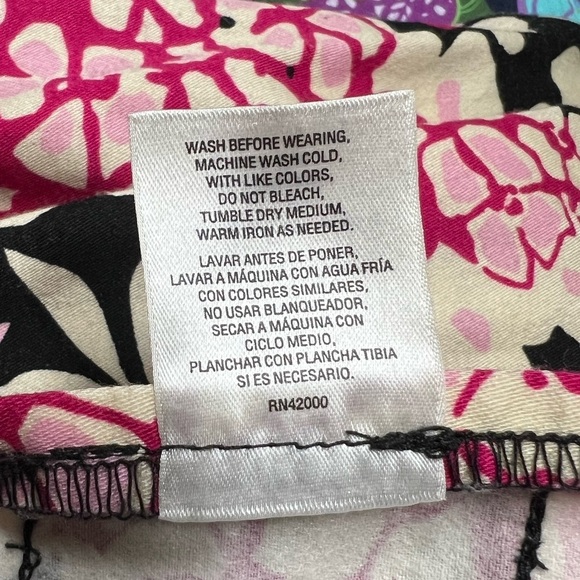 WASH BEFORE WEARING,
MACHINE WASH COLD,
WITH LIKE COLORS,
DO NOT BLEACH,
TUMBLE DRY MEDIUM,
WARM IRON AS NEEDED.
LAVAR ANTES DE PONER,
LAVAR A MÁQUINA CON AGUA FRÍA
CON COLORES SIMILARES,
NO USAR BLANQUEADOR,
SECAR A MÁQUINA CON
CICLO MEDIO,
PLANCHAR CON PLANCHA TIBIA
SI ES NECESARIO.
RN42000